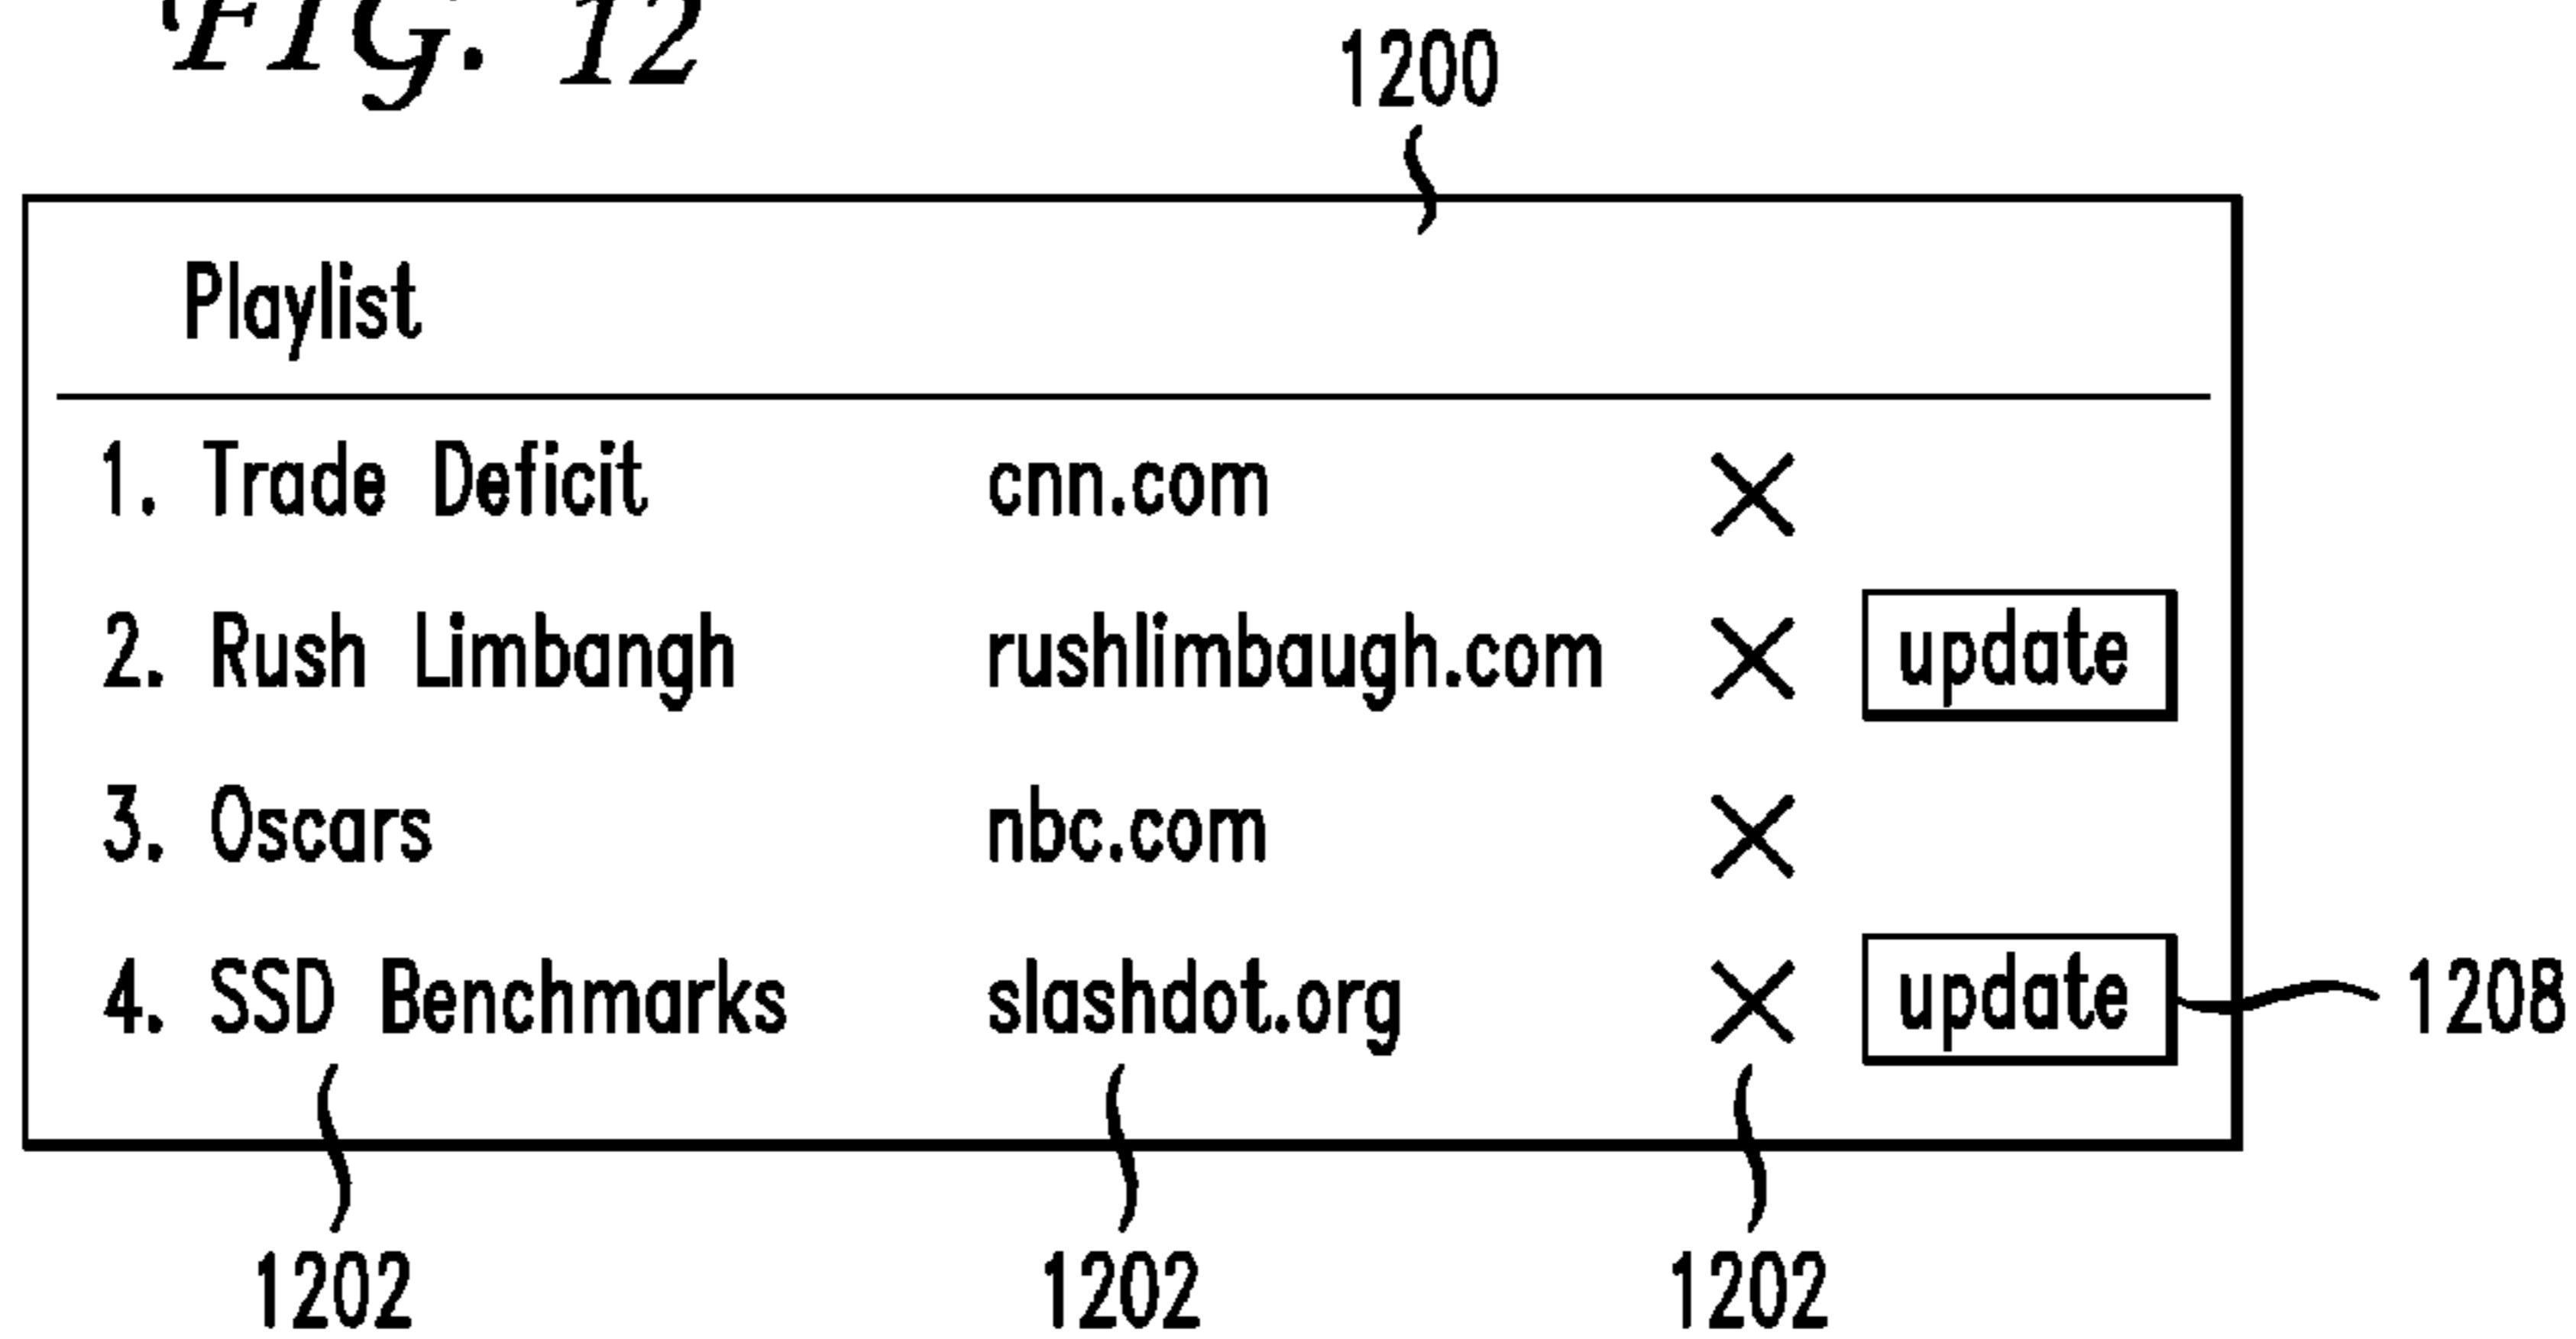 FIG. 12
1200
Playlist
1. Trade Deficit cnn.com X
2. Rush Limbangh rushlimbaugh.com X update
3. Oscars nbc.com X
4. SSD Benchmarks slashdot.org X update 1208
1202 1202 1202